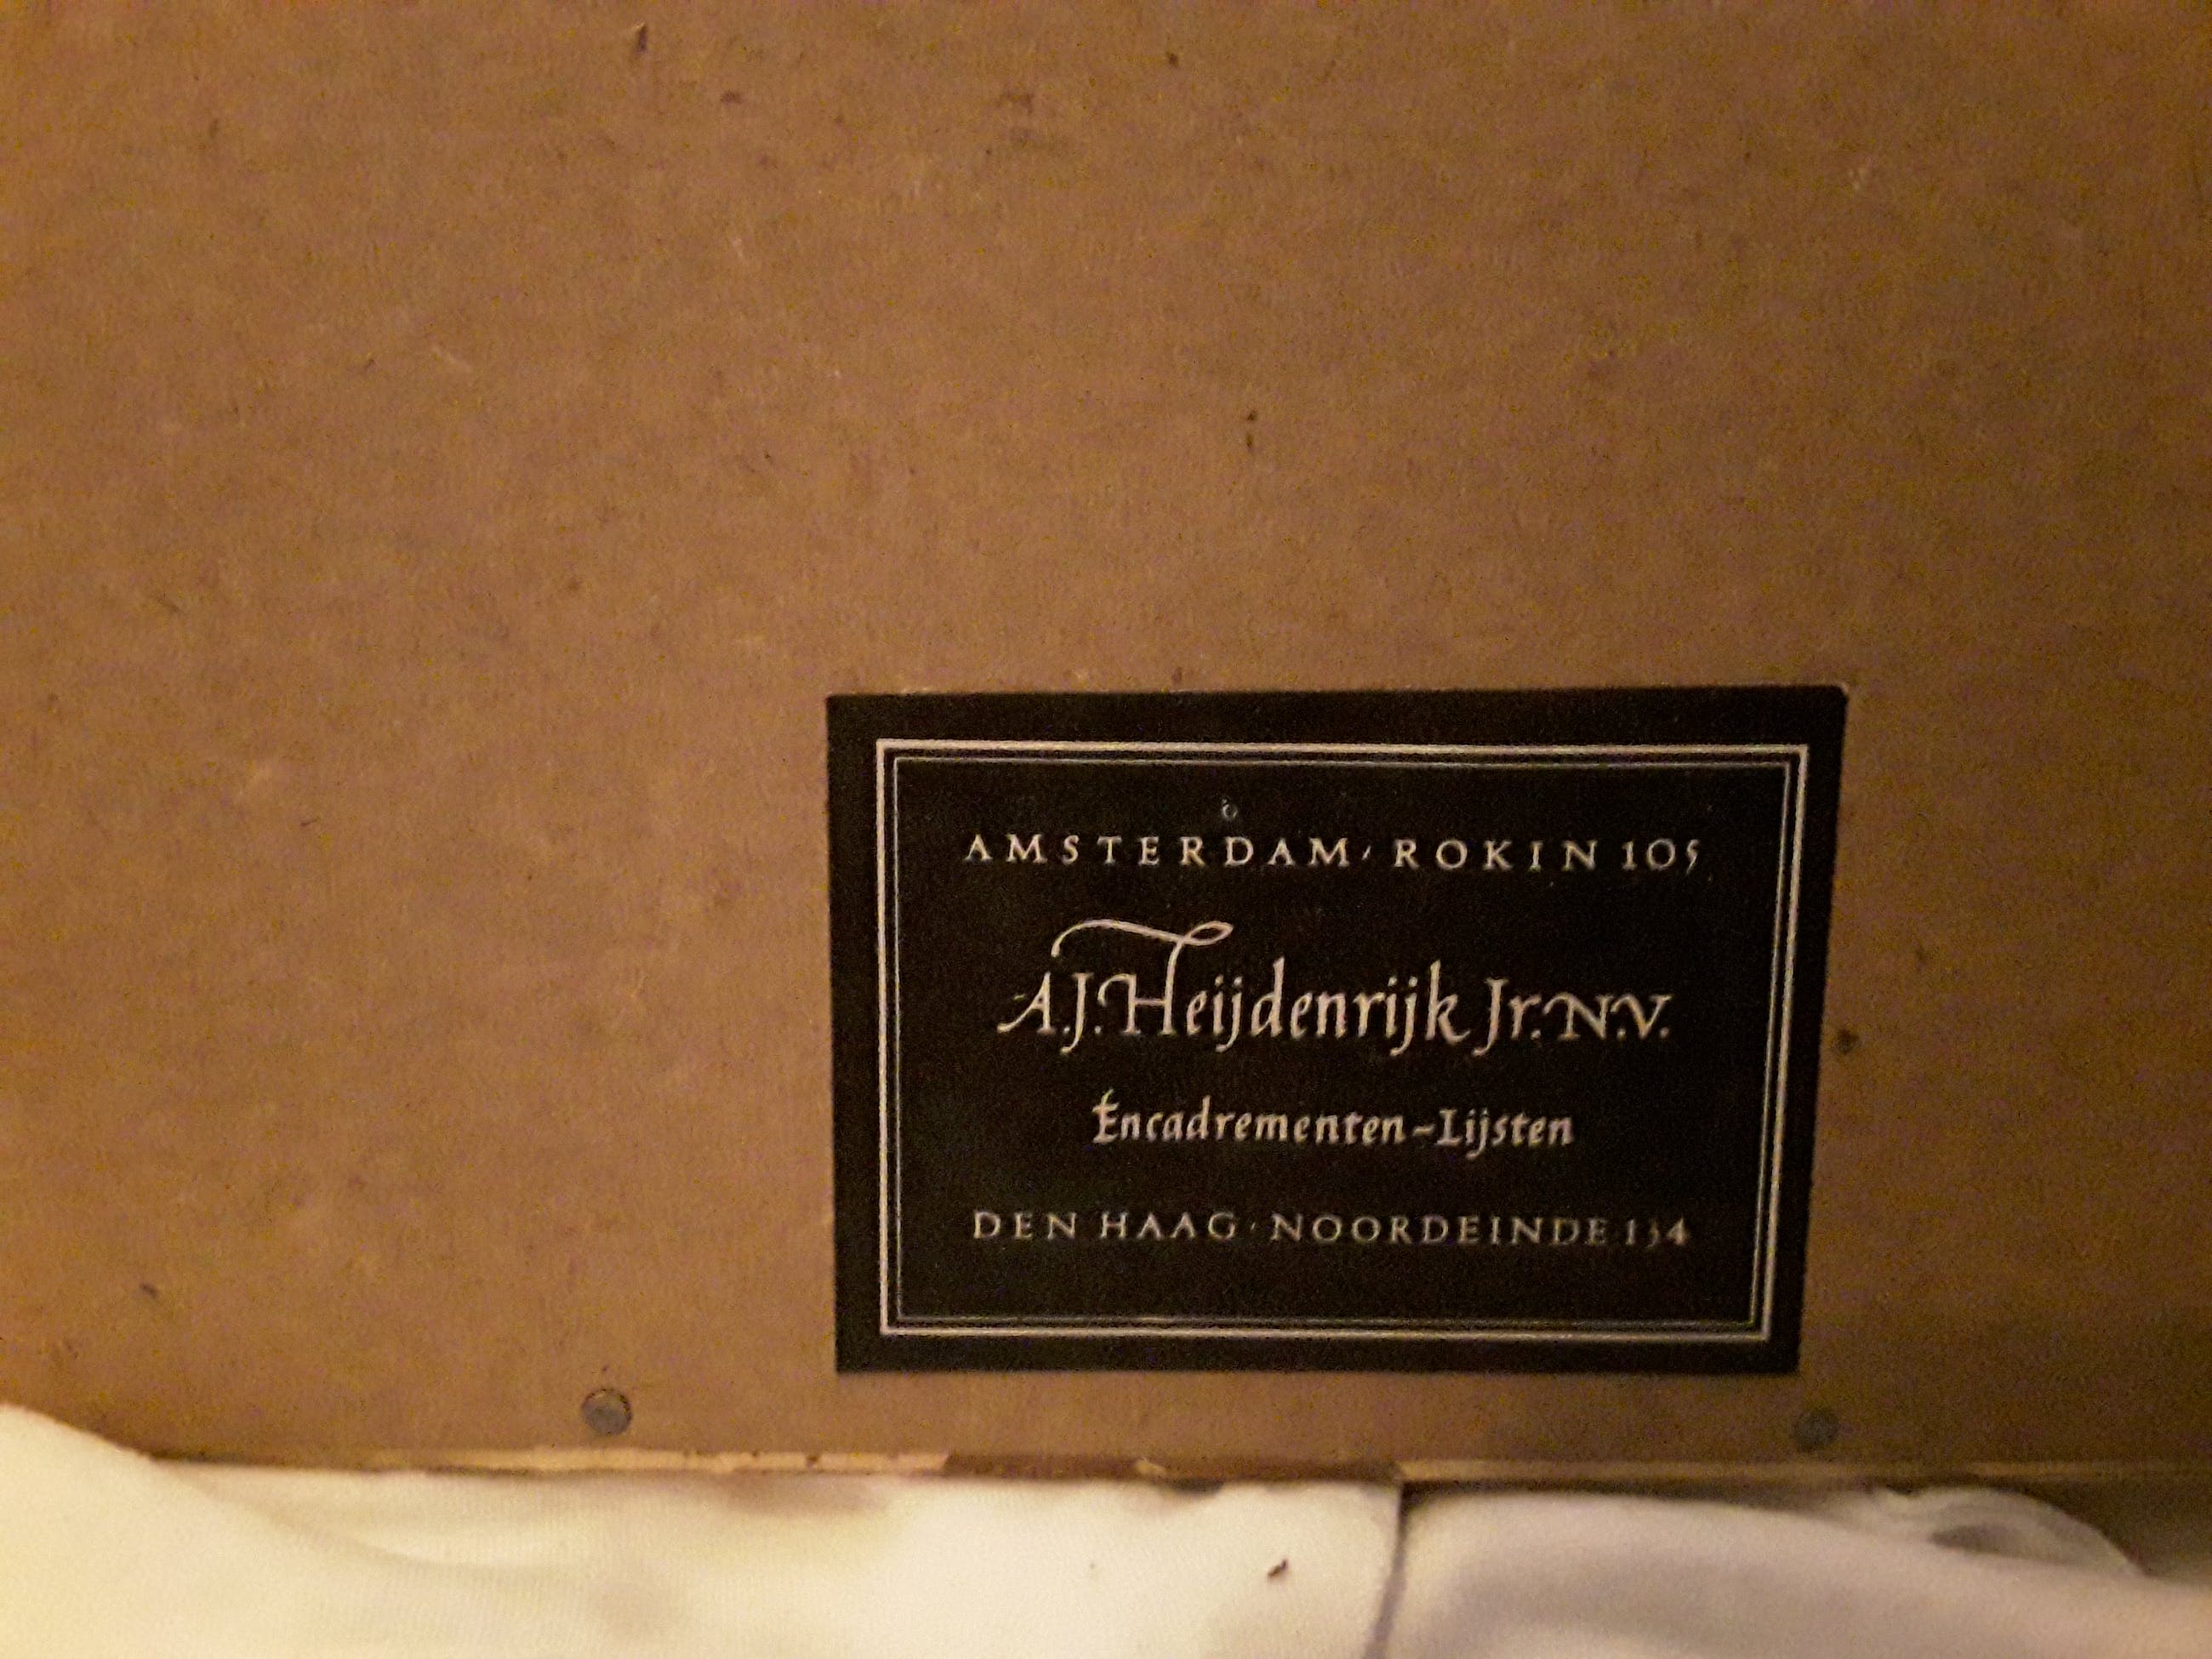 AMSTERDAM · ROKIN 105
A.J. Heijdenrijk Jr. N.V.
Encadrementen-Lijsten
DEN HAAG · NOORDEINDE 134